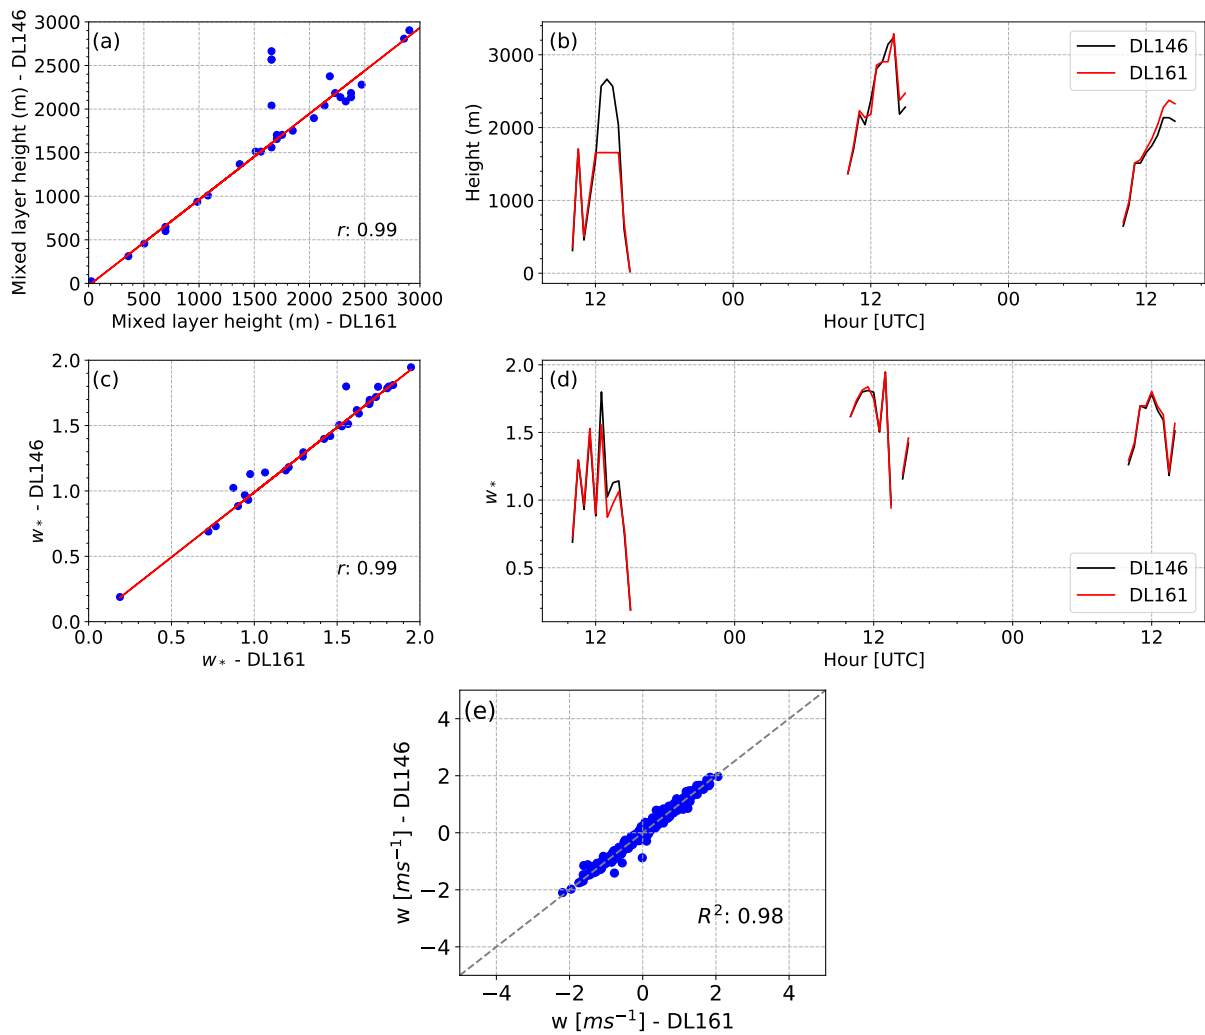 (a)
3000
2500
2000
1500
1000
500
0
Mixed layer height (m) - DL146
r: 0.99
0 500 1000 1500 2000 2500 3000
Mixed layer height (m) - DL161
(b)
DL146
DL161
3000
2000
1000
0
Height (m)
12 00 12 00 12
Hour [UTC]
(c)
2.0
1.5
1.0
0.5
0.0
w* - DL146
r: 0.99
0.0 0.5 1.0 1.5 2.0
w* - DL161
(d)
2.0
1.5
1.0
0.5
w*
DL146
DL161
12 00 12 00 12
Hour [UTC]
(e)
4
2
0
−2
−4
w [ms⁻¹] - DL146
R²: 0.98
−4 −2 0 2 4
w [ms⁻¹] - DL161